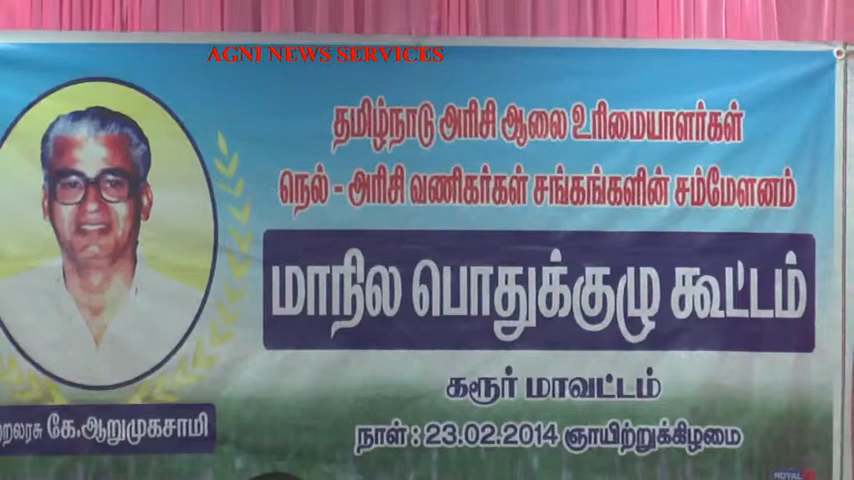 AGNI NEWS SERVICES
தமிழ்நாடு அரிசி ஆலை உரிமையாளர்கள்
நெல் - அரிசி வணிகர்கள் சங்கங்களின் சம்மேளனம்
மாநில பொதுக்குழு கூட்டம்
கரூர் மாவட்டம்
கே.ஆறுமுகசாமி
நாள் : 23.02.2014 ஞாயிற்றுக்கிழமை
ROYAL